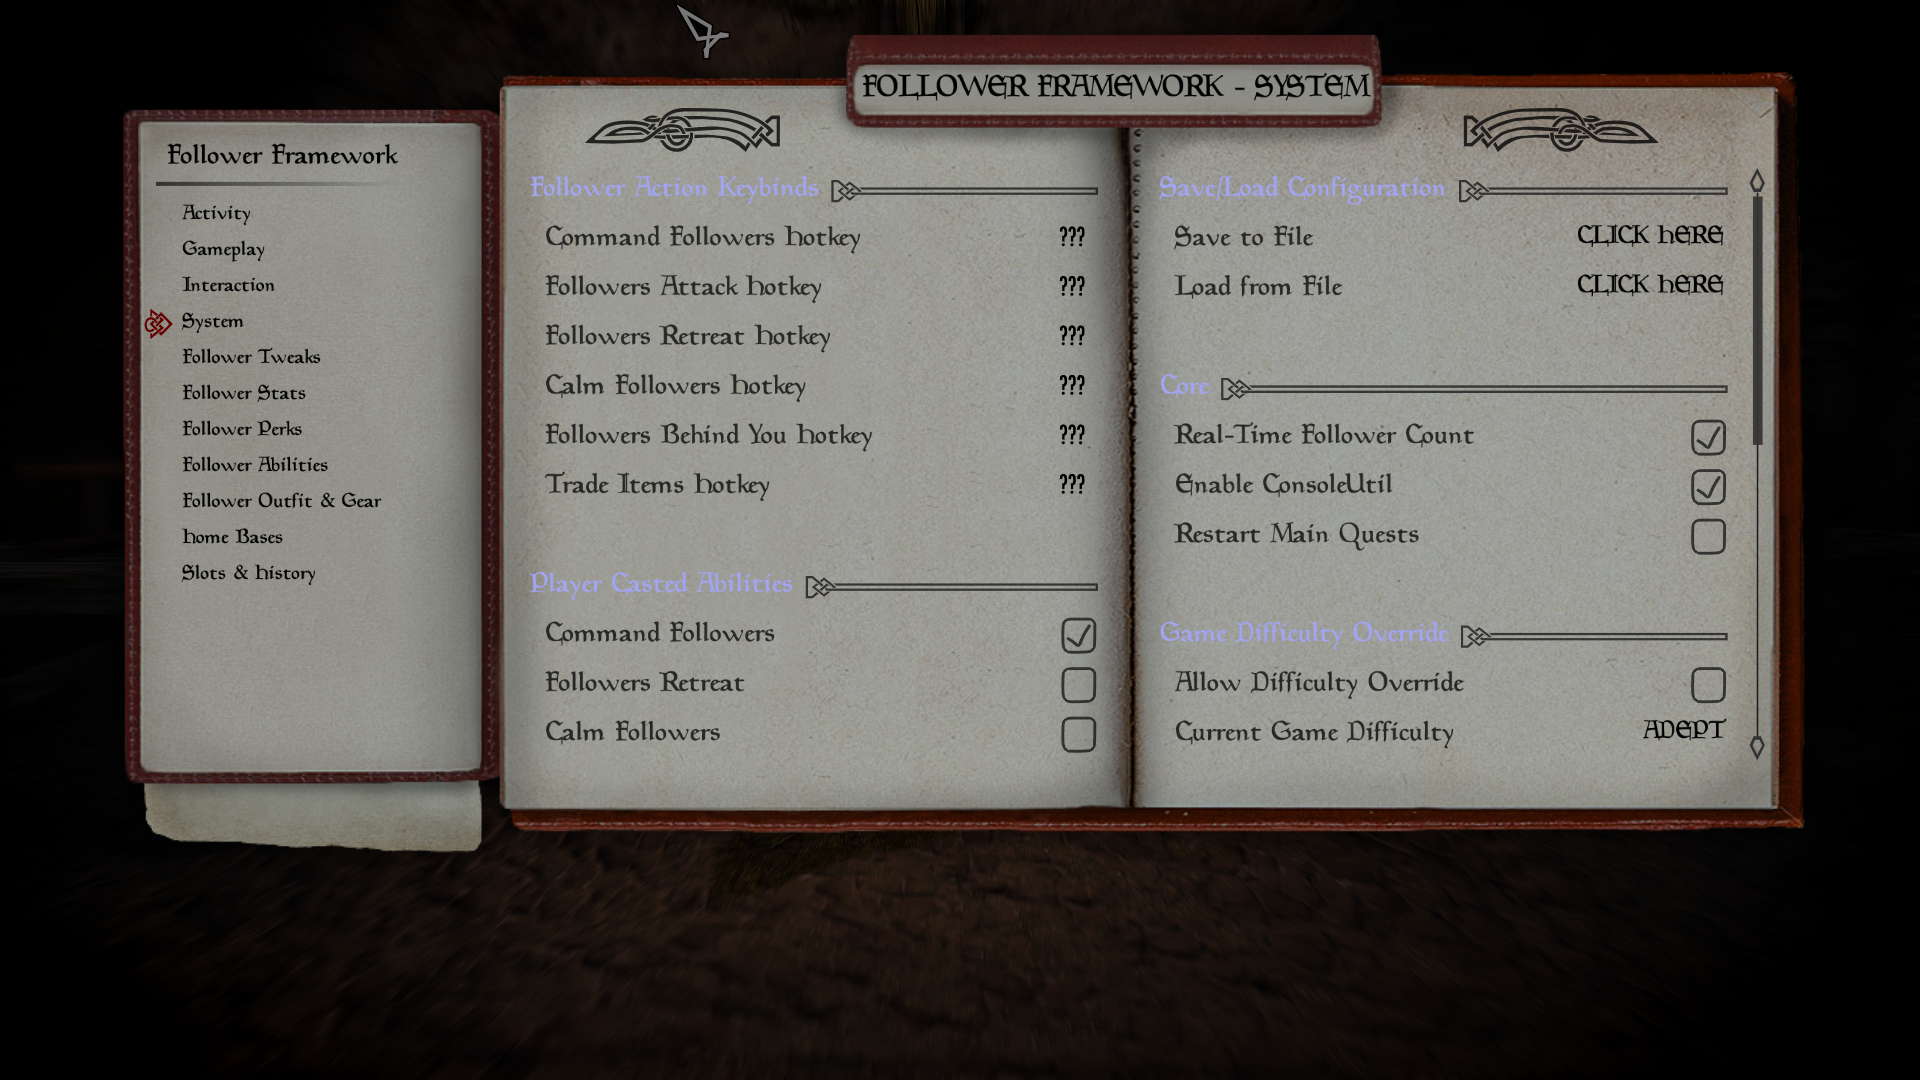 FOLLOWER FRAMEWORK - SYSTEM
Follower Framework
Activity
Gameplay
Interaction
System
Follower Tweaks
Follower Stats
Follower Perks
Follower Abilities
Follower Outfit & Gear
Home Bases
Slots & History
Follower Action Keybinds
Command Followers Hotkey ???
Followers Attack Hotkey ???
Followers Retreat Hotkey ???
Calm Followers Hotkey ???
Followers Behind You Hotkey ???
Trade Items Hotkey ???
Player Casted Abilities
Command Followers
Followers Retreat
Calm Followers
Save/Load Configuration
Save to File CLICK HERE
Load from File CLICK HERE
Core
Real-Time Follower Count
Enable ConsoleUtil
Restart Main Quests
Game Difficulty Override
Allow Difficulty Override
Current Game Difficulty ADEPT